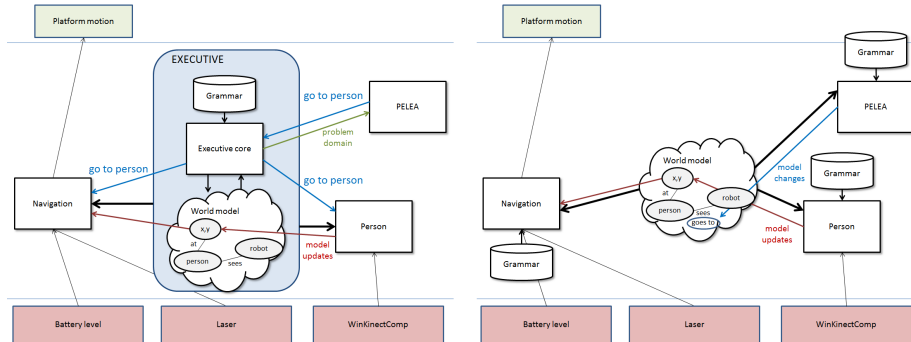 Platform motion
EXECUTIVE
Grammar
go to person
PELEA
problem
domain
Executive core
go to person
go to person
Navigation
World model
x,y
at
person
sees
robot
Person
model
updates
Battery level
Laser
WinKinectComp
Platform motion
Grammar
PELEA
World model
x,y
at
person
sees
goes to
robot
model
changes
Grammar
Navigation
Person
model
updates
Grammar
Battery level
Laser
WinKinectComp